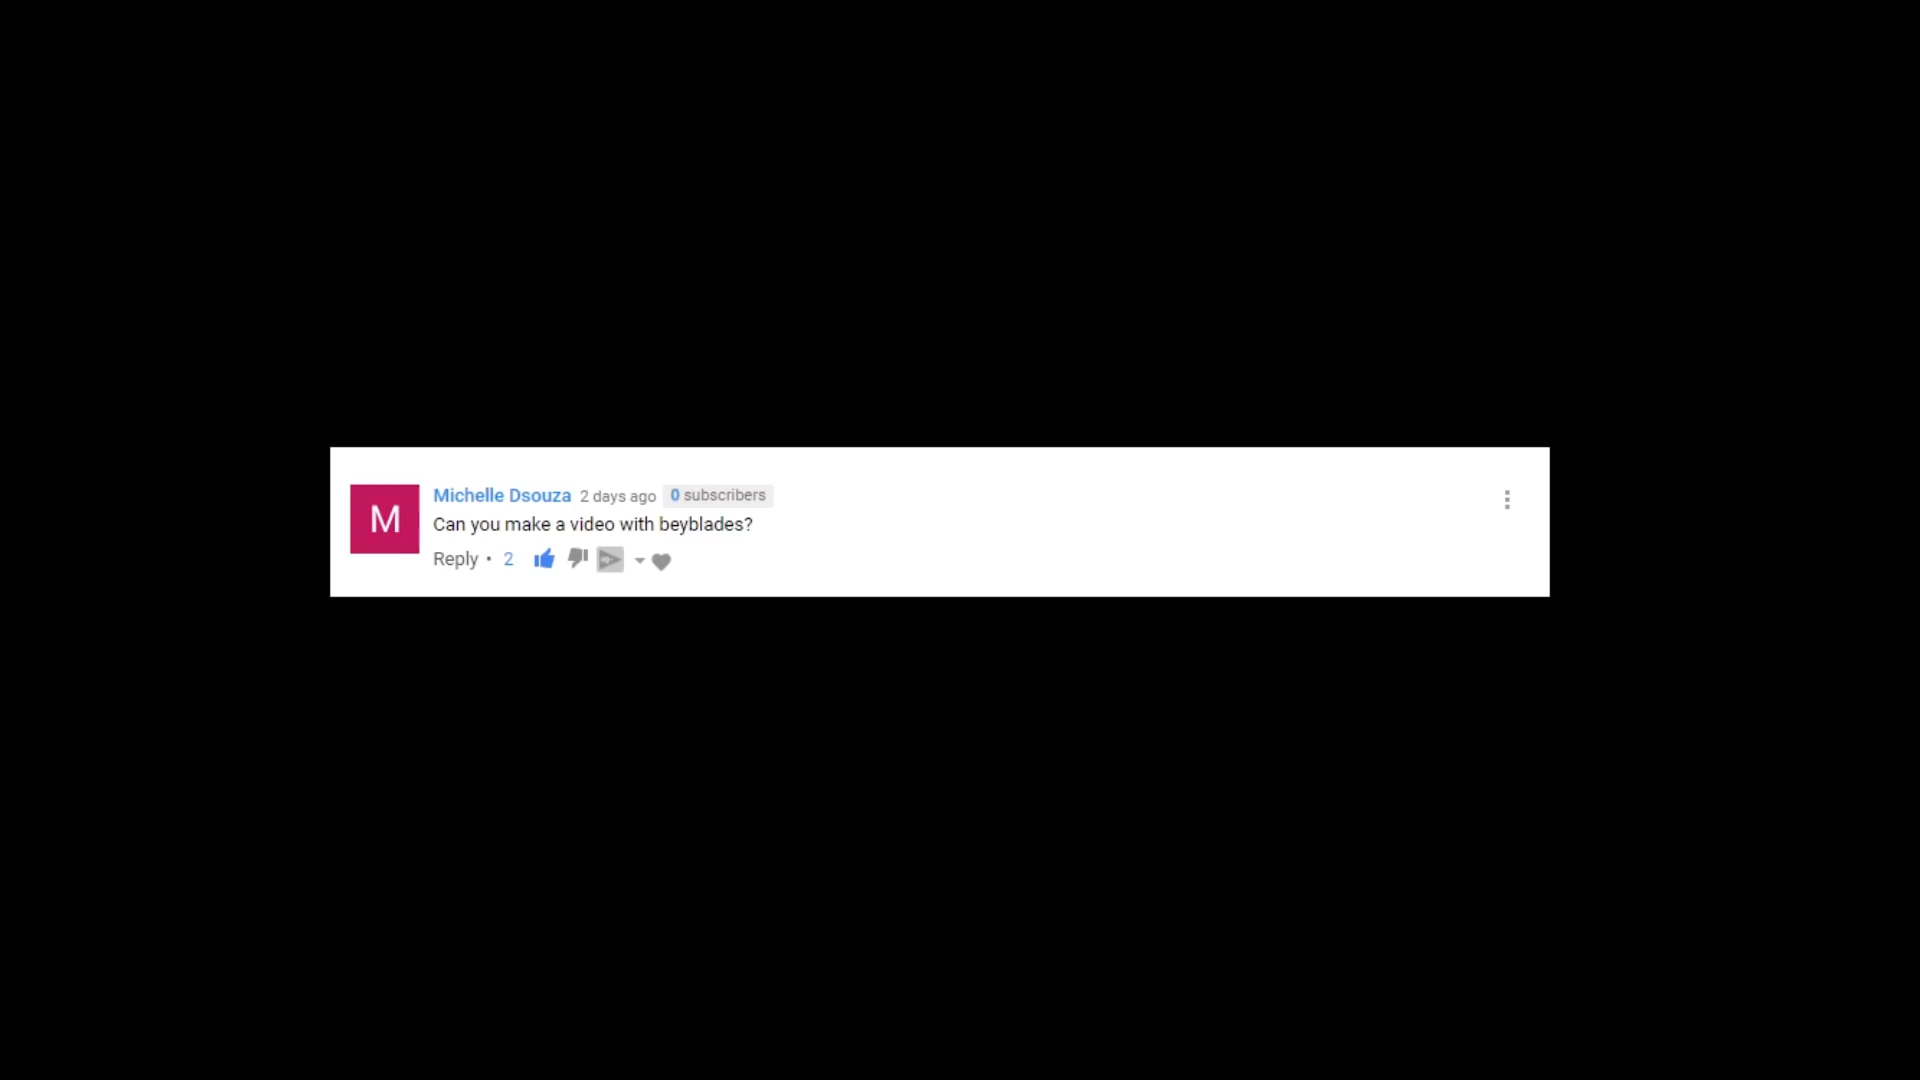 M
Michelle Dsouza 2 days ago 0 subscribers
Can you make a video with beyblades?
Reply • 2